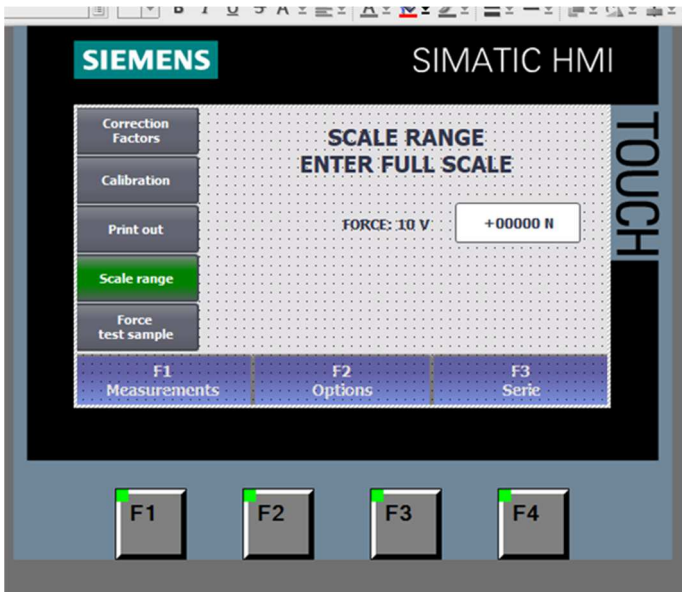 B I U S A A
SIEMENS
SIMATIC HMI
TOUCH
Correction
Factors
Calibration
Print out
Scale range
Force
test sample
SCALE RANGE
ENTER FULL SCALE
FORCE: 10 V
+00000 N
F1
Measurements
F2
Options
F3
Serie
F1
F2
F3
F4